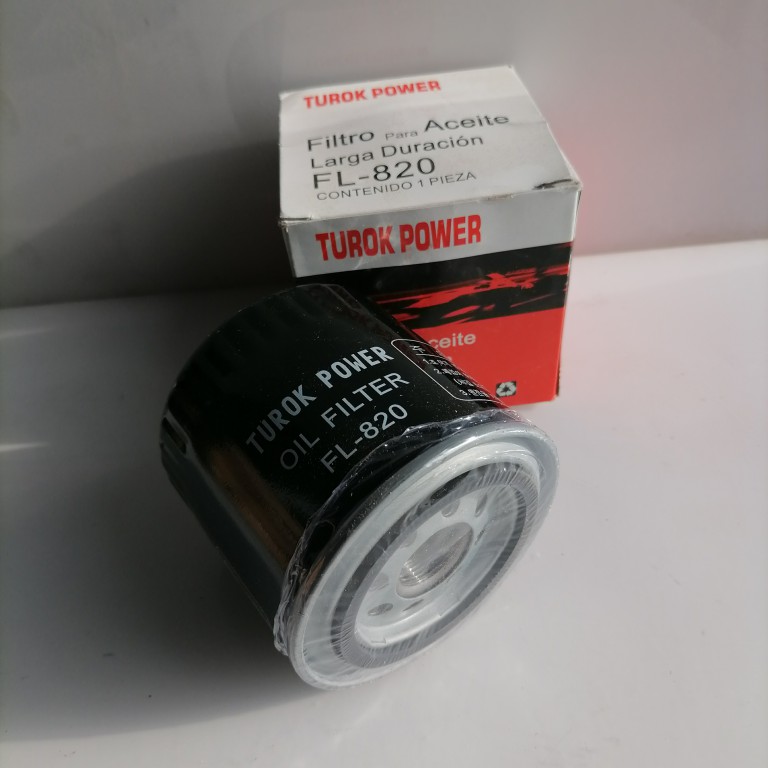 TUROK POWER
Filtro Para Aceite
Larga Duración
FL-820
CONTENIDO 1 PIEZA
TUROK POWER
ceite
TUROK POWER
OIL FILTER
FL-820